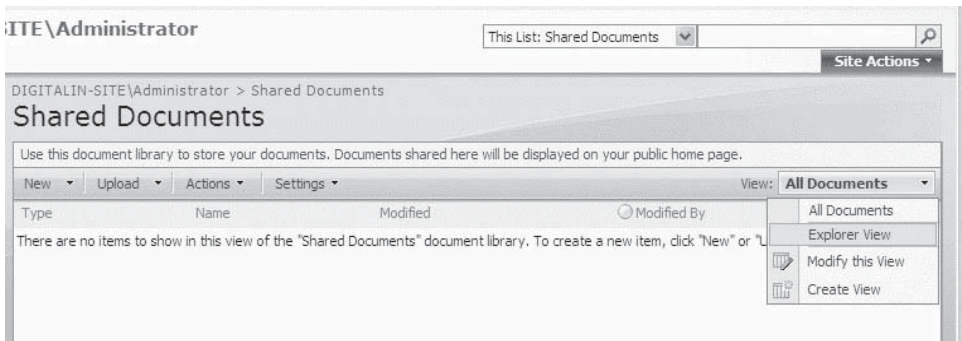 ITE\Administrator
This List: Shared Documents
Site Actions
DIGITALIN-SITE\Administrator > Shared Documents
Shared Documents
Use this document library to store your documents. Documents shared here will be displayed on your public home page.
New Upload Actions Settings View: All Documents
Type Name Modified Modified By
There are no items to show in this view of the "Shared Documents" document library. To create a new item, click "New" or "U
All Documents
Explorer View
Modify this View
Create View